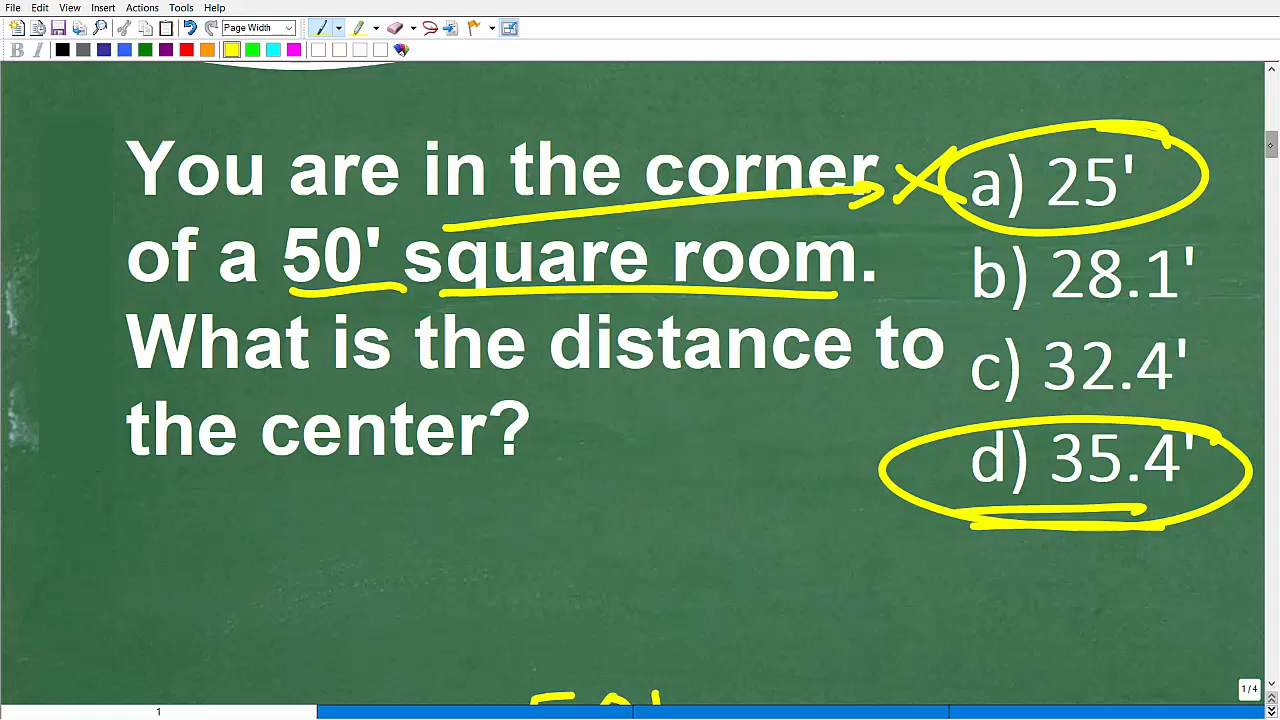 File Edit View Insert Actions Tools Help
Page Width
B I
You are in the corner
of a 50' square room.
What is the distance to
the center?
a) 25'
b) 28.1'
c) 32.4'
d) 35.4'
1/4
1